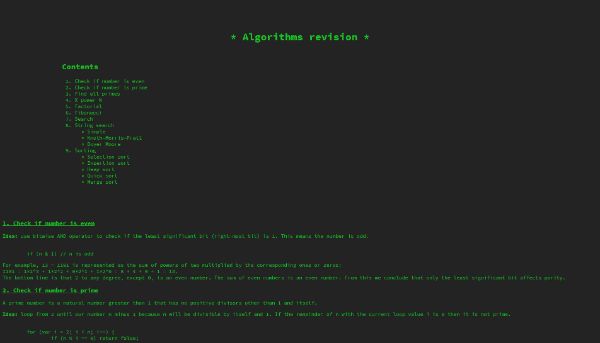 * Algorithms revision *
Contents
1. Check if number is even
2. Check if number is prime
3. Find all primes
4. X power N
5. Factorial
6. Fibonacci
7. Search
8. String search
Simple
Knuth-Morris-Pratt
Boyer Moore
9. Sorting
Selection sort
Insertion sort
Heap sort
Quick sort
Merge sort
1. Check if number is even
Idea: use bitwise AND operator to check if the least significant bit (right-most bit) is 1. This means the number is odd.
if (n & 1) // n is odd
For example, 13 = 1101 is represented as the sum of powers of two multiplied by the corresponding ones or zeros:
1101 = 1*2^3 + 1*2^2 + 0*2^1 + 1*2^0 = 8 + 4 + 0 + 1 = 13.
The bottom line is that 2 to any degree, except 0, is an even number. The sum of even numbers is an even number. From this we conclude that only the least significant bit affects parity.
2. Check if number is prime
A prime number is a natural number greater than 1 that has no positive divisors other than 1 and itself.
Idea: loop from 2 until our number n minus 1 because n will be divisible by itself and 1. If the remainder of n with the current loop value i is 0 then it is not prime.
for (var i = 2; i < n; i++) {
if (n % i == 0) return false;